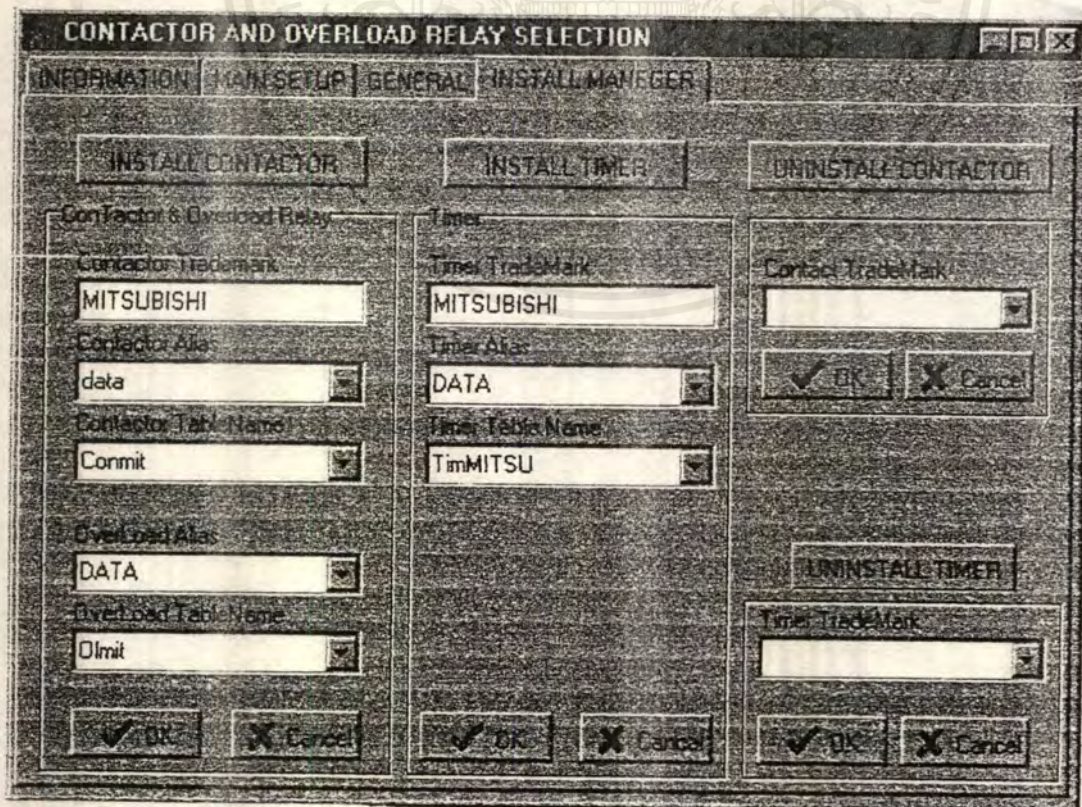 CONTACTOR AND OVERLOAD RELAY SELECTION
INFORMATION MAIN SETUP GENERAL INSTALL MANEGER
INSTALL CONTACTOR
INSTALL TIMER
UNINSTALL CONTACTOR
ConTactor & Overload Relay
Contactor Trademark
MITSUBISHI
Contactor Alias
data
Contactor Table Name
Conmit
OverLoad Alias
DATA
OverLoad Table Name
Olmit
OK Cancel
Timer
Timer TradeMark
MITSUBISHI
Timer Alias
DATA
Timer Table Name
TimMITSU
OK Cancel
Contact TradeMark
OK Cancel
UNINSTALL TIMER
Timer TradeMark
OK Cancel